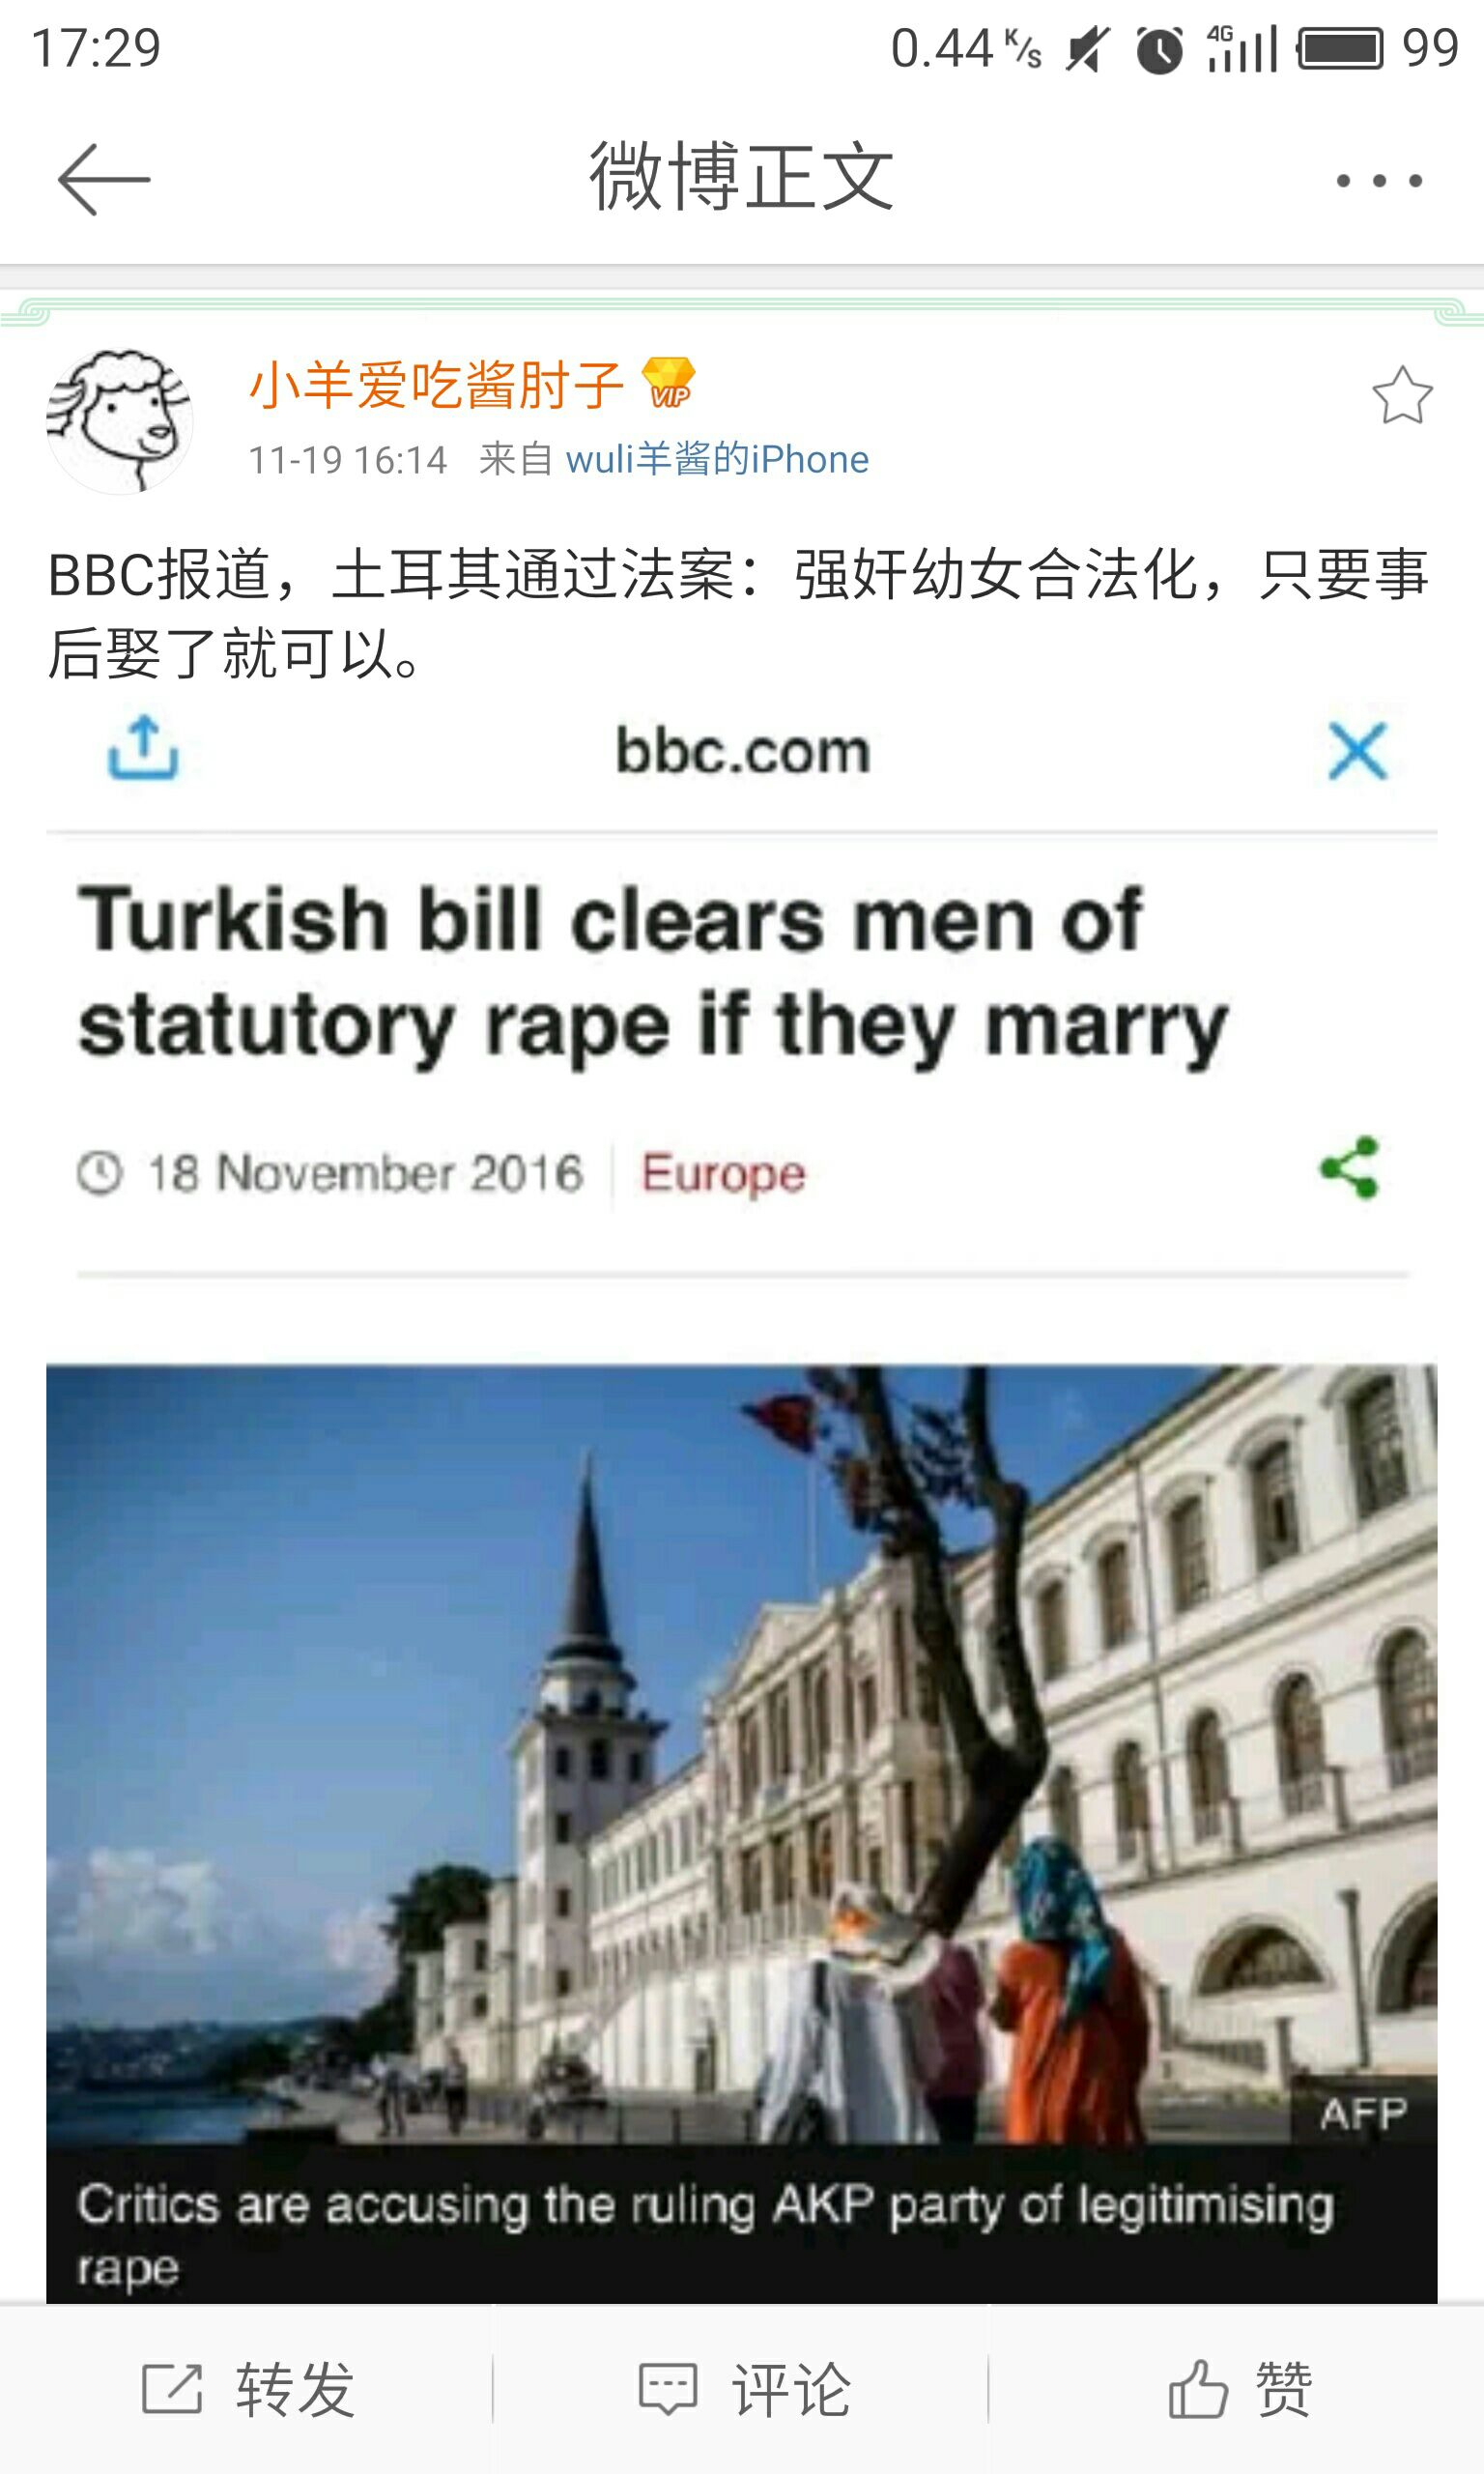 17:29
0.44 K/s 4G 99
微博正文
小羊爱吃酱肘子 VIP
11-19 16:14 来自 wuli羊酱的iPhone
BBC报道，土耳其通过法案：强奸幼女合法化，只要事
后娶了就可以。
bbc.com
Turkish bill clears men of
statutory rape if they marry
18 November 2016 Europe
AFP
Critics are accusing the ruling AKP party of legitimising
rape
转发 评论 赞